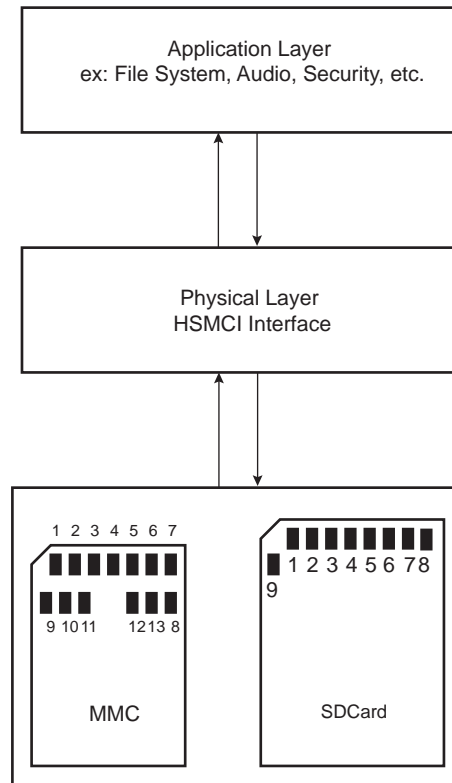 Application Layer
ex: File System, Audio, Security, etc.
Physical Layer
HSMCI Interface
1 2 3 4 5 6 7
9 10 11 12 13 8
MMC
1 2 3 4 5 6 7 8
9
SDCard